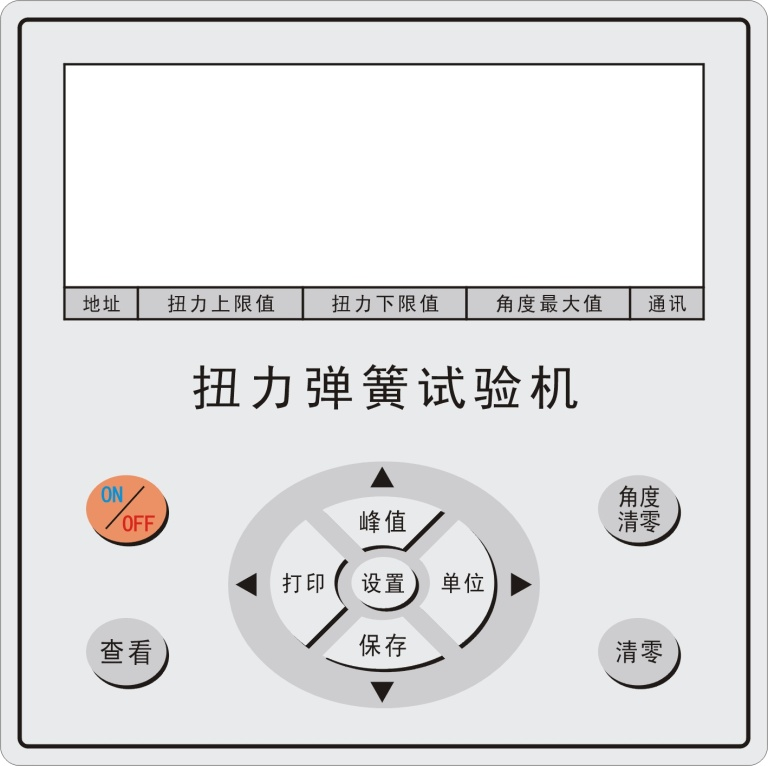 地址 扭力上限值 扭力下限值 角度最大值 通讯
扭力弹簧试验机
ON/OFF
峰值
角度
清零
打印 设置 单位
查看
保存
清零